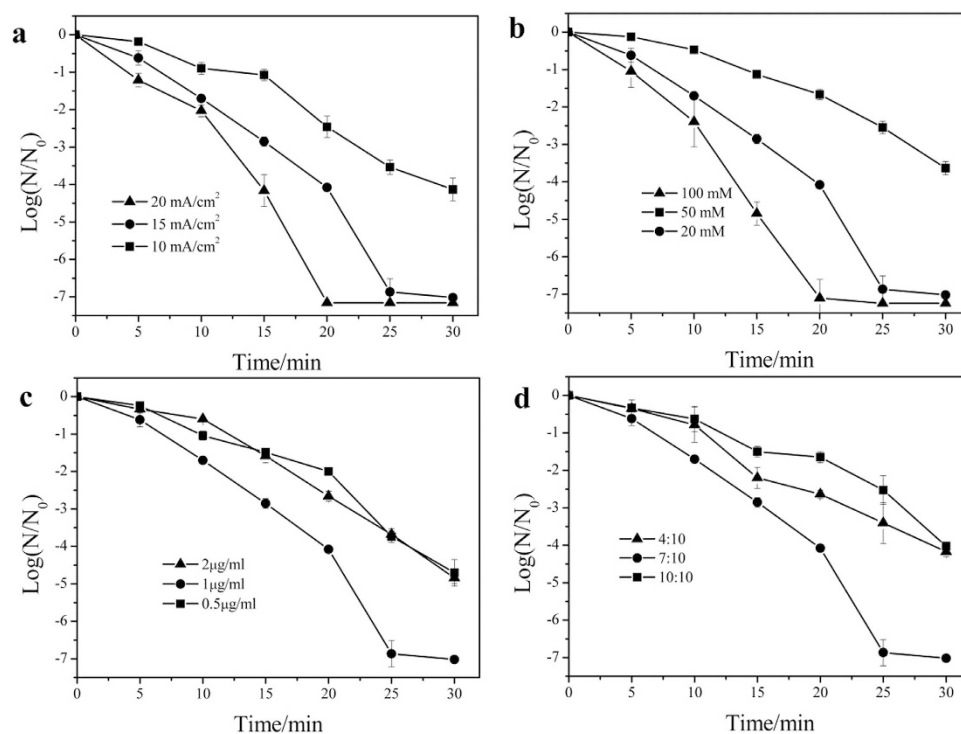 a
-0
-1
-2
-3
-4
-5
-6
-7
Log(N/N₀)
20 mA/cm²
15 mA/cm²
10 mA/cm²
0 5 10 15 20 25 30
Time/min
b
-0
-1
-2
-3
-4
-5
-6
-7
Log(N/N₀)
100 mM
50 mM
20 mM
0 5 10 15 20 25 30
Time/min
c
-0
-1
-2
-3
-4
-5
-6
-7
Log(N/N₀)
2μg/ml
1μg/ml
0.5μg/ml
0 5 10 15 20 25 30
Time/min
d
-0
-1
-2
-3
-4
-5
-6
-7
Log(N/N₀)
4:10
7:10
10:10
0 5 10 15 20 25 30
Time/min